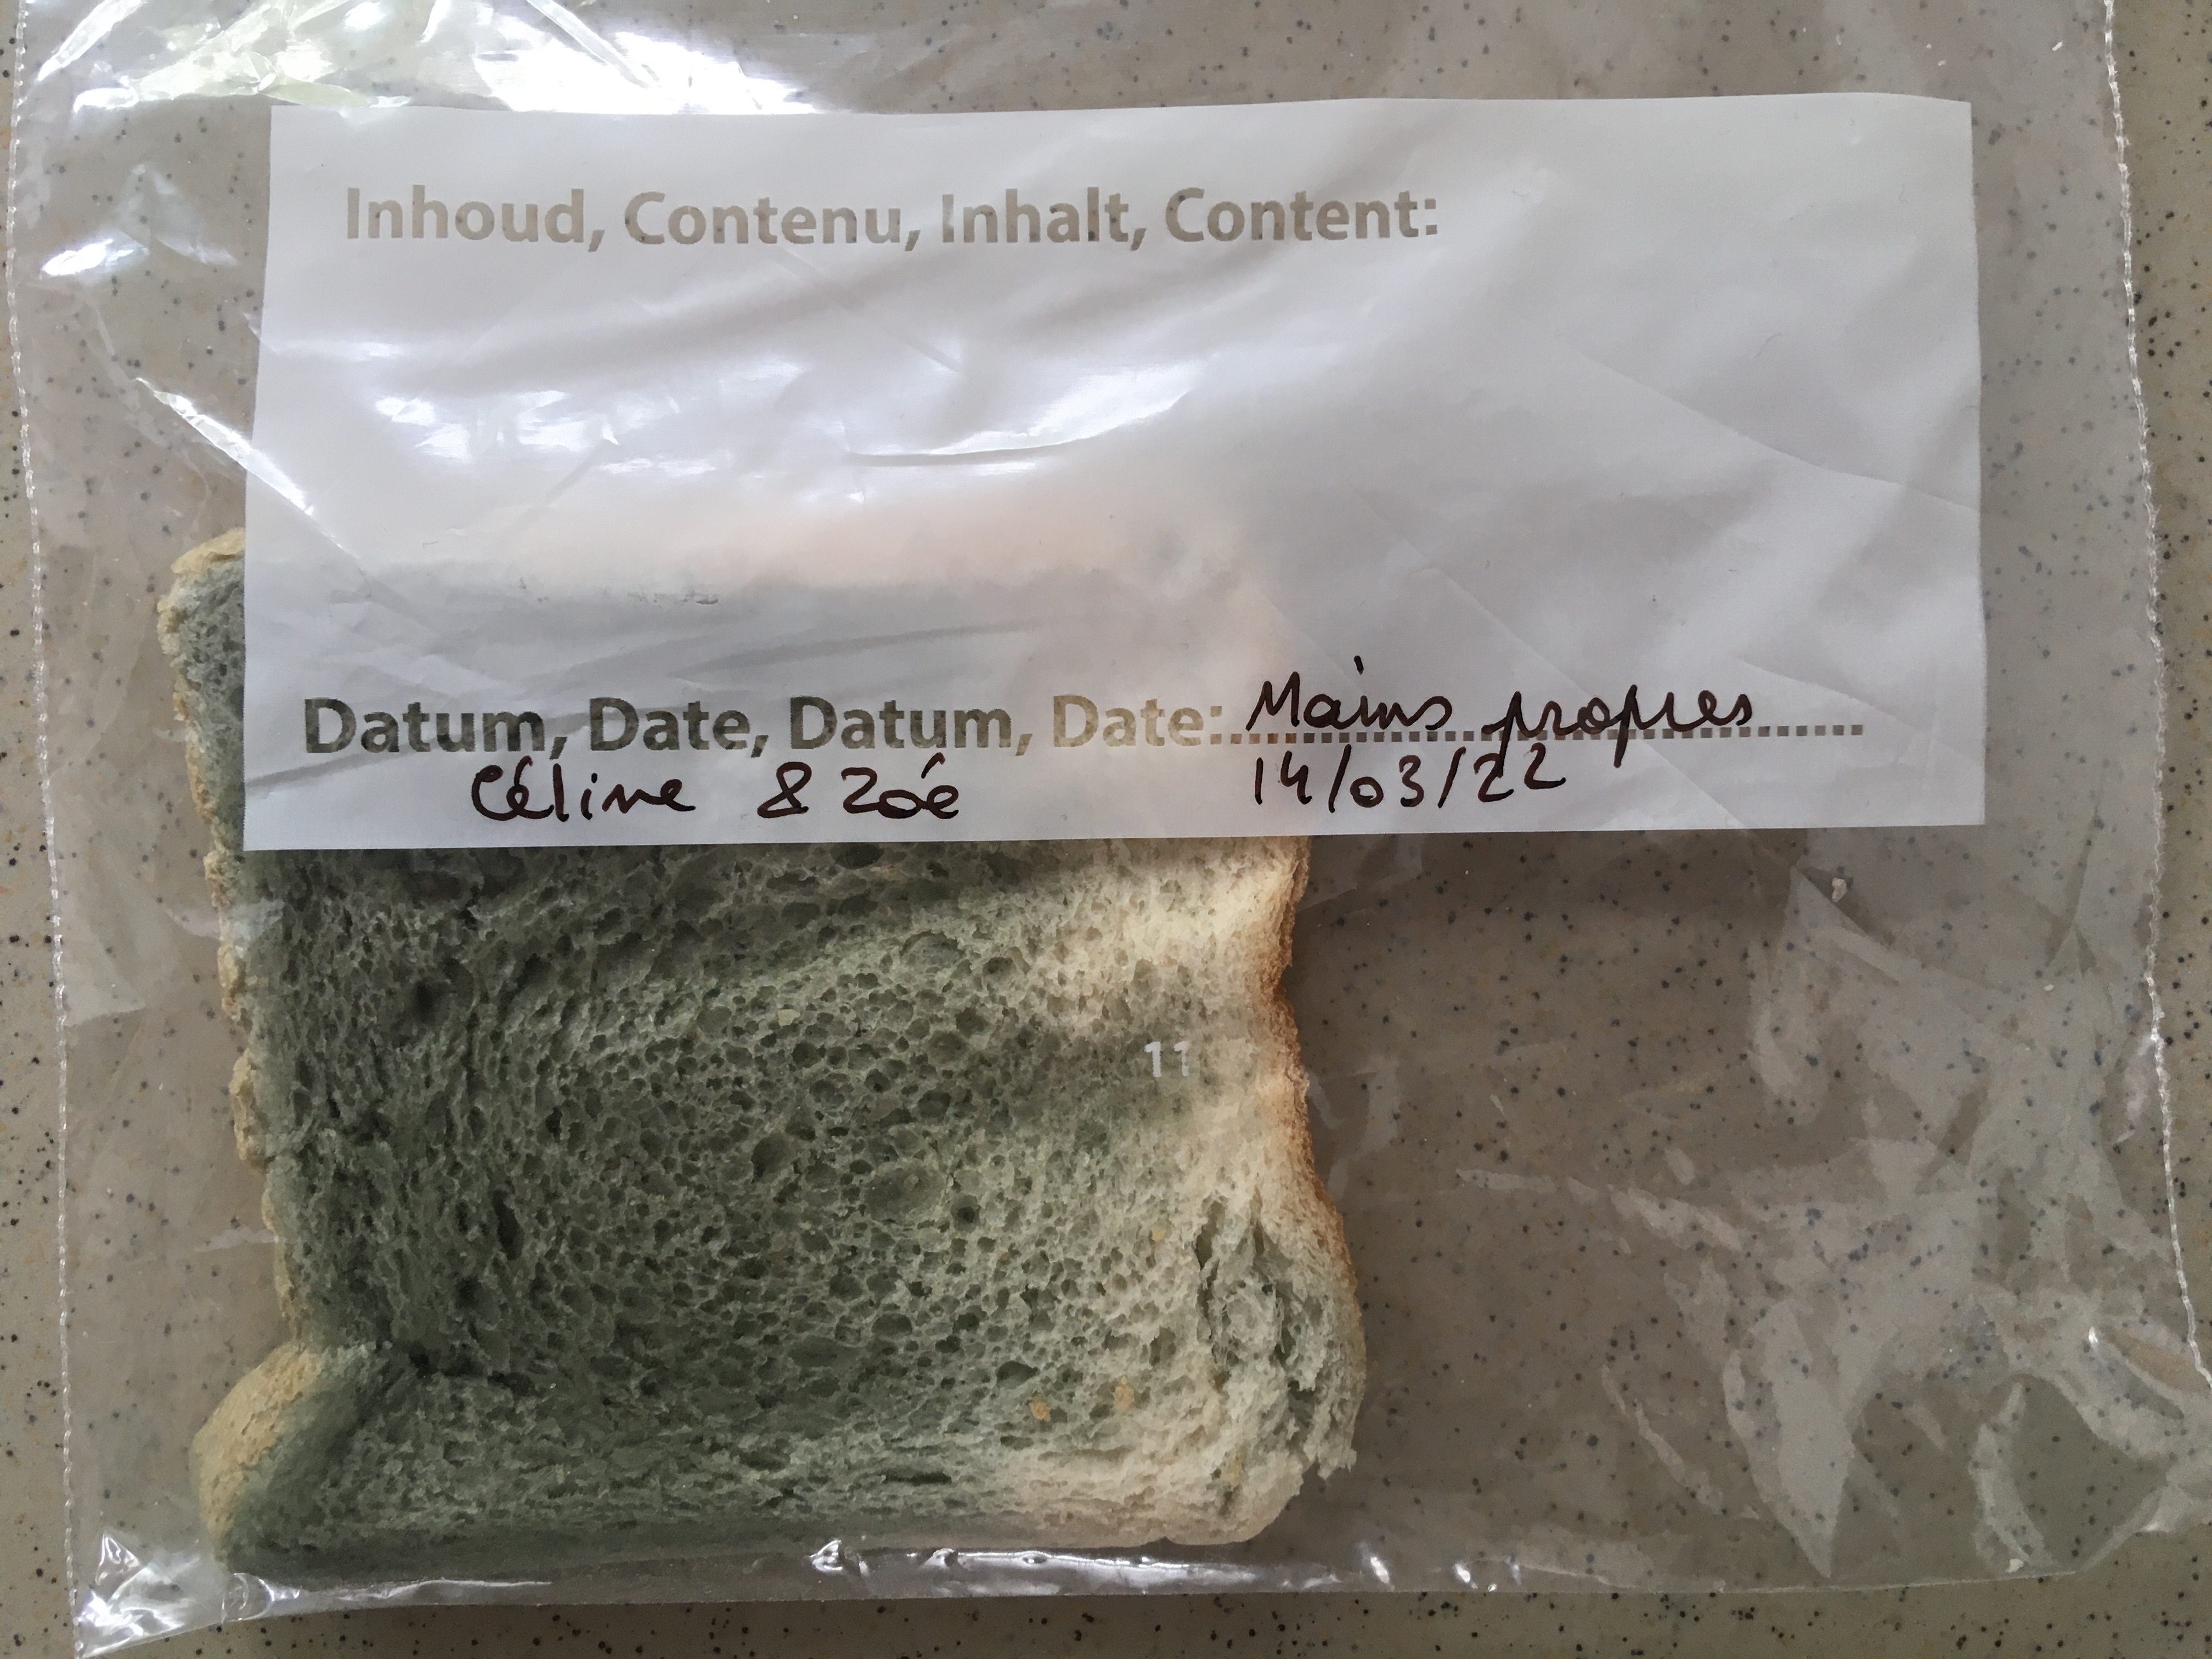 Inhoud, Contenu, Inhalt, Content:
Datum, Date, Datum, Date: Mains propres
Céline & Zoé 14/03/22
11